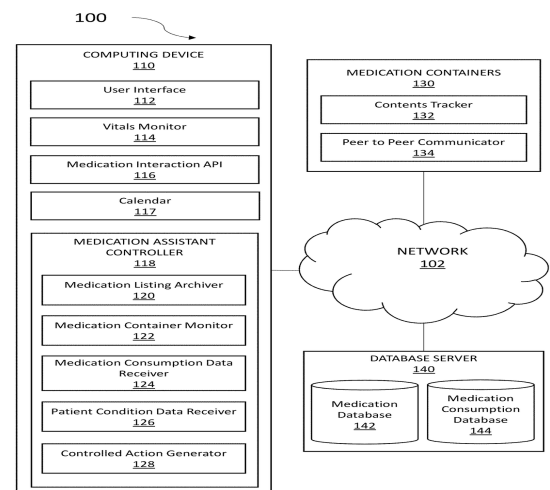 100
COMPUTING DEVICE
110
User Interface
112
Vitals Monitor
114
Medication Interaction API
116
Calendar
117
MEDICATION ASSISTANT
CONTROLLER
118
Medication Listing Archiver
120
Medication Container Monitor
122
Medication Consumption Data
Receiver
124
Patient Condition Data Receiver
126
Controlled Action Generator
128
MEDICATION CONTAINERS
130
Contents Tracker
132
Peer to Peer Communicator
134
NETWORK
102
DATABASE SERVER
140
Medication
Database
142
Medication
Consumption
Database
144